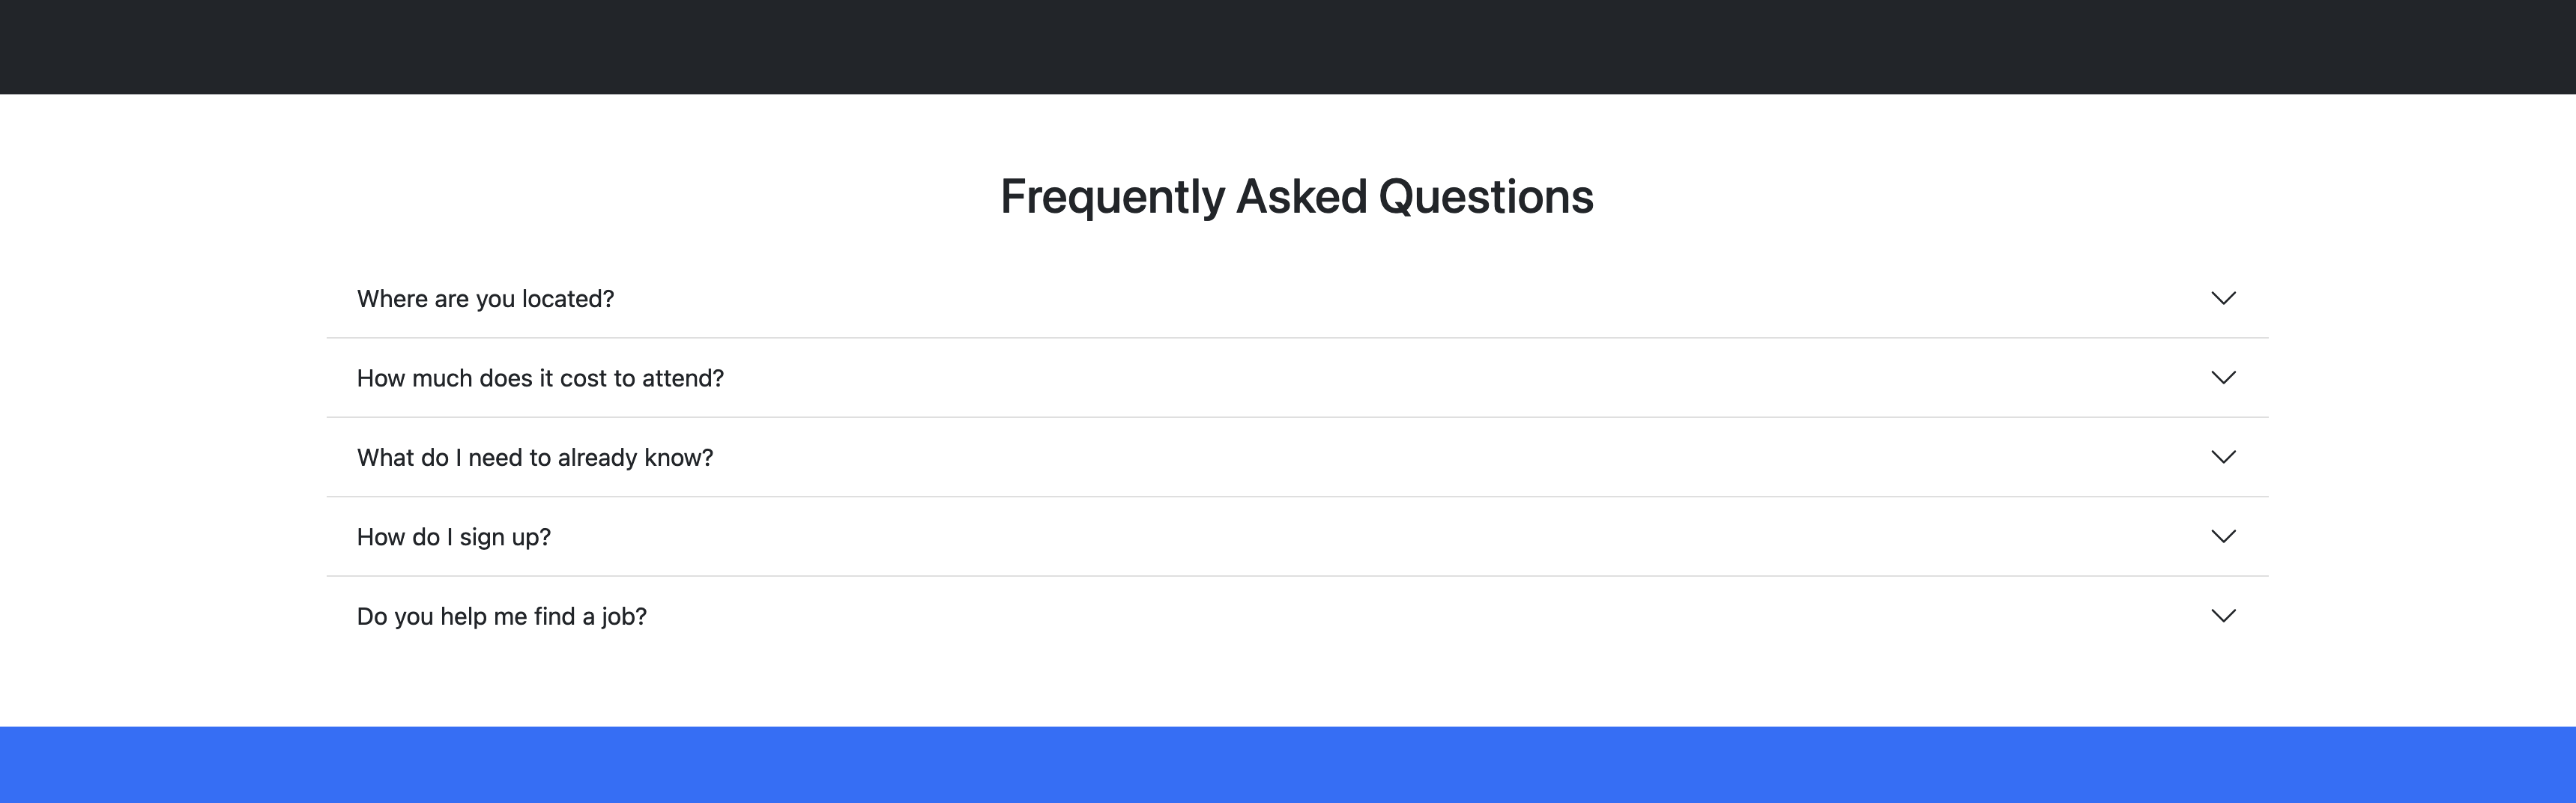 Frequently Asked Questions
Where are you located?
How much does it cost to attend?
What do I need to already know?
How do I sign up?
Do you help me find a job?